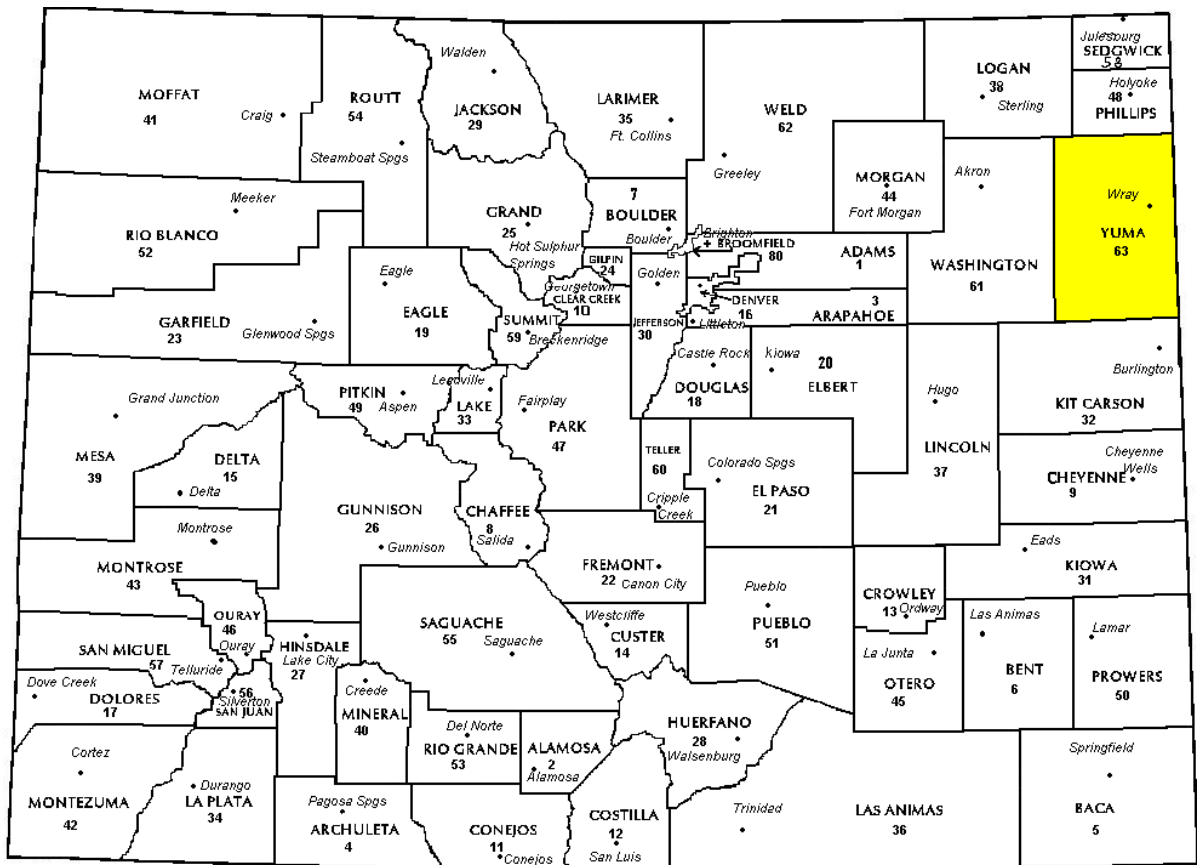 Julesburg
SEDGWICK
58
Walden
LOGAN
38
Sterling
Holyoke
48
PHILLIPS
MOFFAT
41
Craig
ROUTT
54
Steamboat Spgs
JACKSON
29
LARIMER
35
Ft. Collins
WELD
62
Greeley
MORGAN
44
Fort Morgan
Akron
WASHINGTON
61
Wray
YUMA
63
Meeker
RIO BLANCO
52
GRAND
25
Hot Sulphur
Springs
7
BOULDER
Boulder
Brighton
+ BROOMFIELD
80
ADAMS
1
GILPIN
24
Georgetown
CLEAR CREEK
10
Golden
JEFFERSON
30
DENVER
16
3
ARAPAHOE
Littleton
GARFIELD
23
Glenwood Spgs
Eagle
EAGLE
19
SUMMIT
59
Breckenridge
Castle Rock
DOUGLAS
18
kiowa
20
ELBERT
Hugo
LINCOLN
37
Burlington
KIT CARSON
32
Grand Junction
MESA
39
PITKIN
49
Aspen
Leadville
LAKE
33
Fairplay
PARK
47
TELLER
60
Cripple
Creek
Colorado Spgs
EL PASO
21
Cheyenne
Wells
CHEYENNE
9
DELTA
15
Delta
GUNNISON
26
Gunnison
CHAFFEE
8
Salida
FREMONT
22
Canon City
Montrose
MONTROSE
43
Eads
KIOWA
31
CROWLEY
13
Ordway
Pueblo
PUEBLO
51
OURAY
46
Ouray
SAN MIGUEL
57
Telluride
HINSDALE
Lake City
27
SAGUACHE
55
Saguache
Westcliffe
CUSTER
14
La Junta
OTERO
45
Las Animas
BENT
6
Lamar
PROWERS
50
Dove Creek
DOLORES
17
56
Silverton
SAN JUAN
Creede
MINERAL
40
Del Norte
RIO GRANDE
53
ALAMOSA
2
Alamosa
HUERFANO
28
Walsenburg
Cortez
MONTEZUMA
42
Durango
LA PLATA
34
Pagosa Spgs
ARCHULETA
4
CONEJOS
11
Conejos
COSTILLA
12
San Luis
Trinidad
LAS ANIMAS
36
Springfield
BACA
5